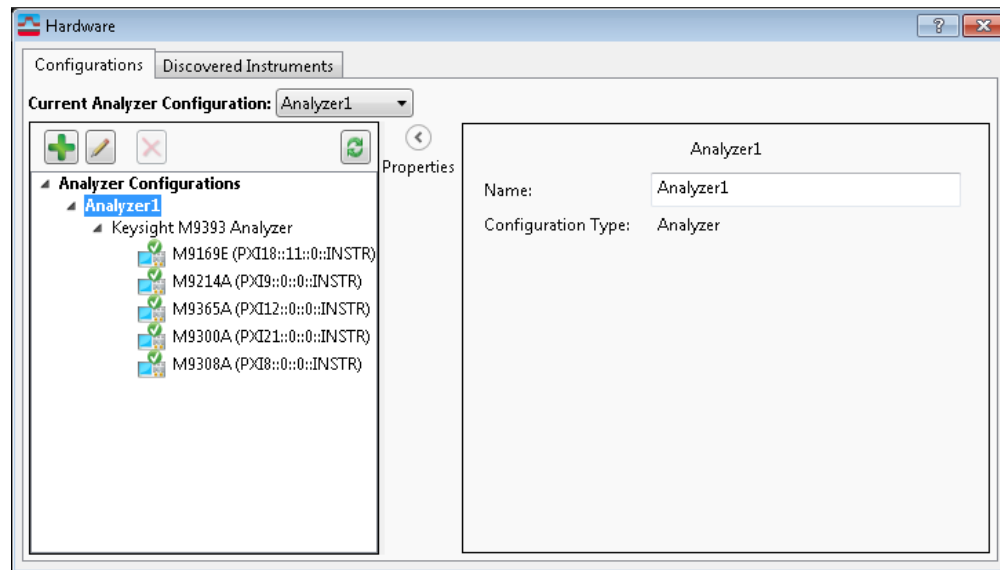 Hardware
Configurations Discovered Instruments
Current Analyzer Configuration: Analyzer1
Properties
Analyzer Configurations
Analyzer1
Keysight M9393 Analyzer
M9169E (PXI18::11::0::INSTR)
M9214A (PXI9::0::0::INSTR)
M9365A (PXI12::0::0::INSTR)
M9300A (PXI21::0::0::INSTR)
M9308A (PXI8::0::0::INSTR)
Analyzer1
Name: Analyzer1
Configuration Type: Analyzer